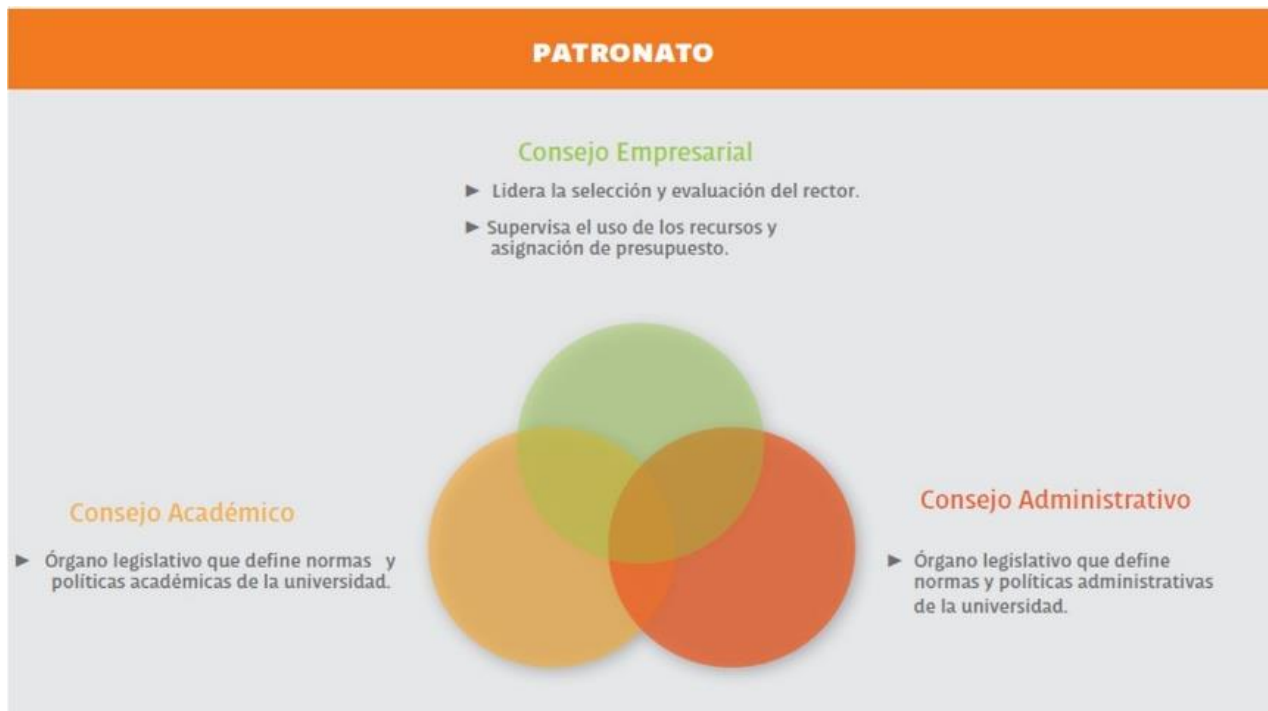 PATRONATO
Consejo Empresarial
► Lidera la selección y evaluación del rector.
► Supervisa el uso de los recursos y
asignación de presupuesto.
Consejo Académico
► Órgano legislativo que define normas y
políticas académicas de la universidad.
Consejo Administrativo
► Órgano legislativo que define
normas y políticas administrativas
de la universidad.